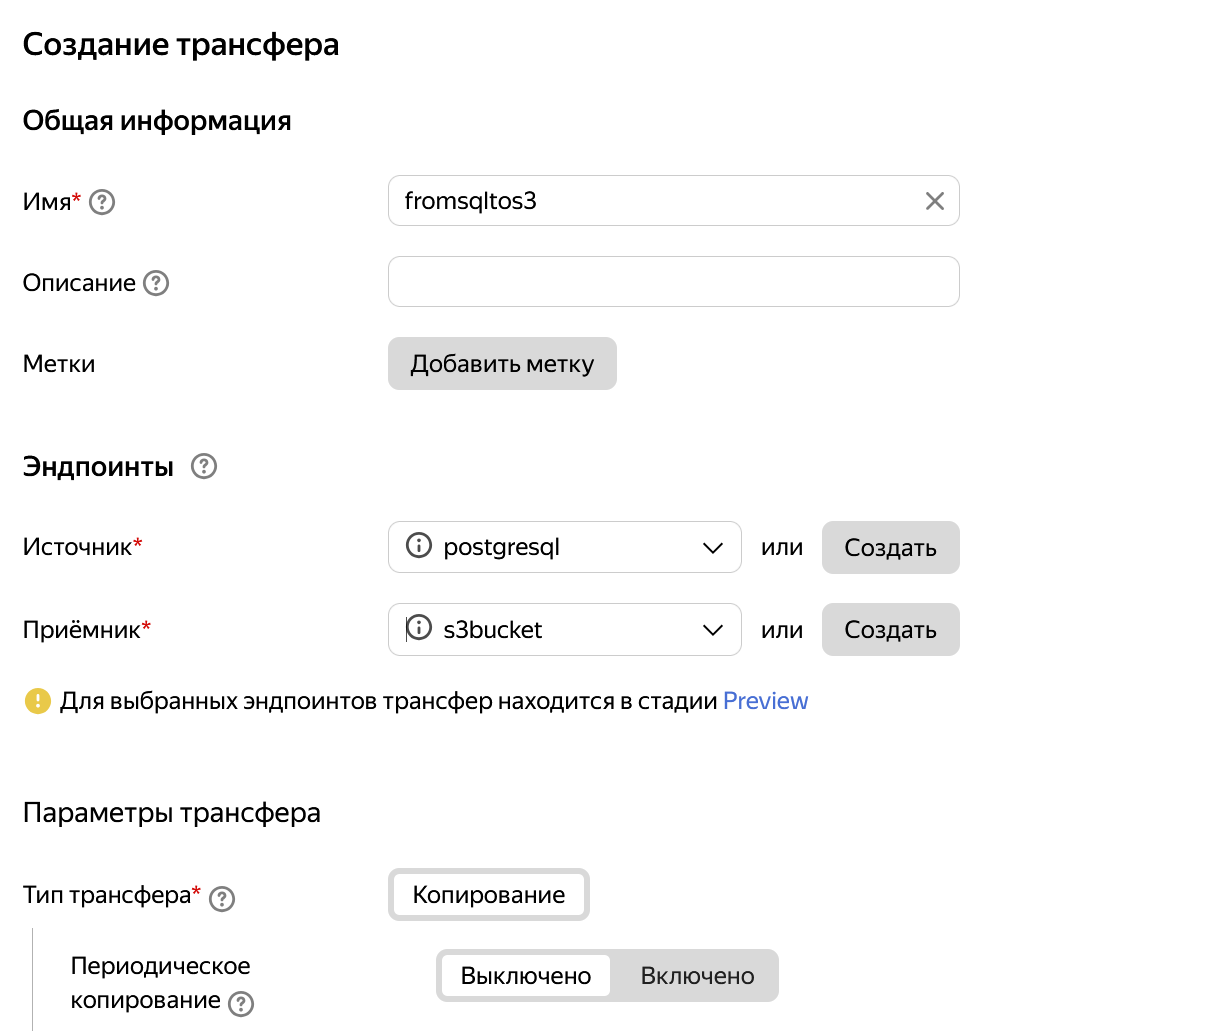 Создание трансфера
Общая информация
Имя*
fromsqltos3
Описание
Метки
Добавить метку
Эндпоинты
Источник*
postgresql
или
Создать
Приёмник*
s3bucket
или
Создать
Для выбранных эндпоинтов трансфер находится в стадии Preview
Параметры трансфера
Тип трансфера*
Копирование
Периодическое
копирование
Выключено
Включено